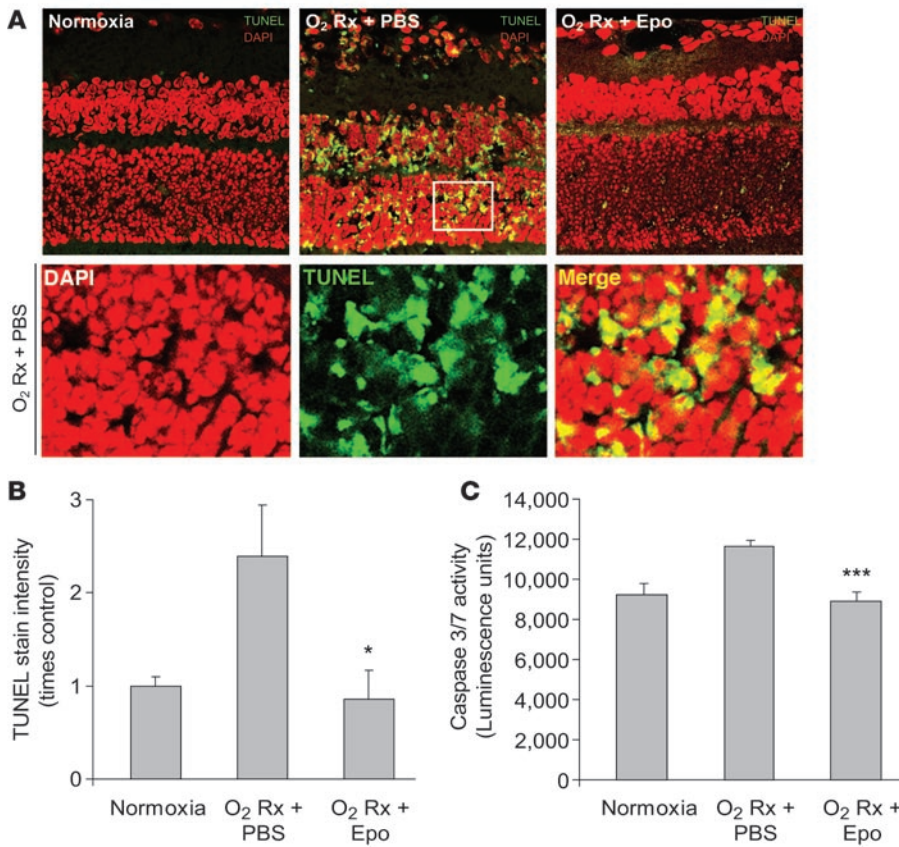 A
Normoxia
TUNEL
DAPI
O2 Rx + PBS
TUNEL
DAPI
O2 Rx + Epo
TUNEL
DAPI
O2 Rx + PBS
DAPI
TUNEL
Merge
B
TUNEL stain intensity
(times control)
3
2
1
0
*
Normoxia
O2 Rx +
PBS
O2 Rx +
Epo
C
Caspase 3/7 activity
(Luminescence units)
14,000
12,000
10,000
8,000
6,000
4,000
2,000
0
***
Normoxia
O2 Rx +
PBS
O2 Rx +
Epo